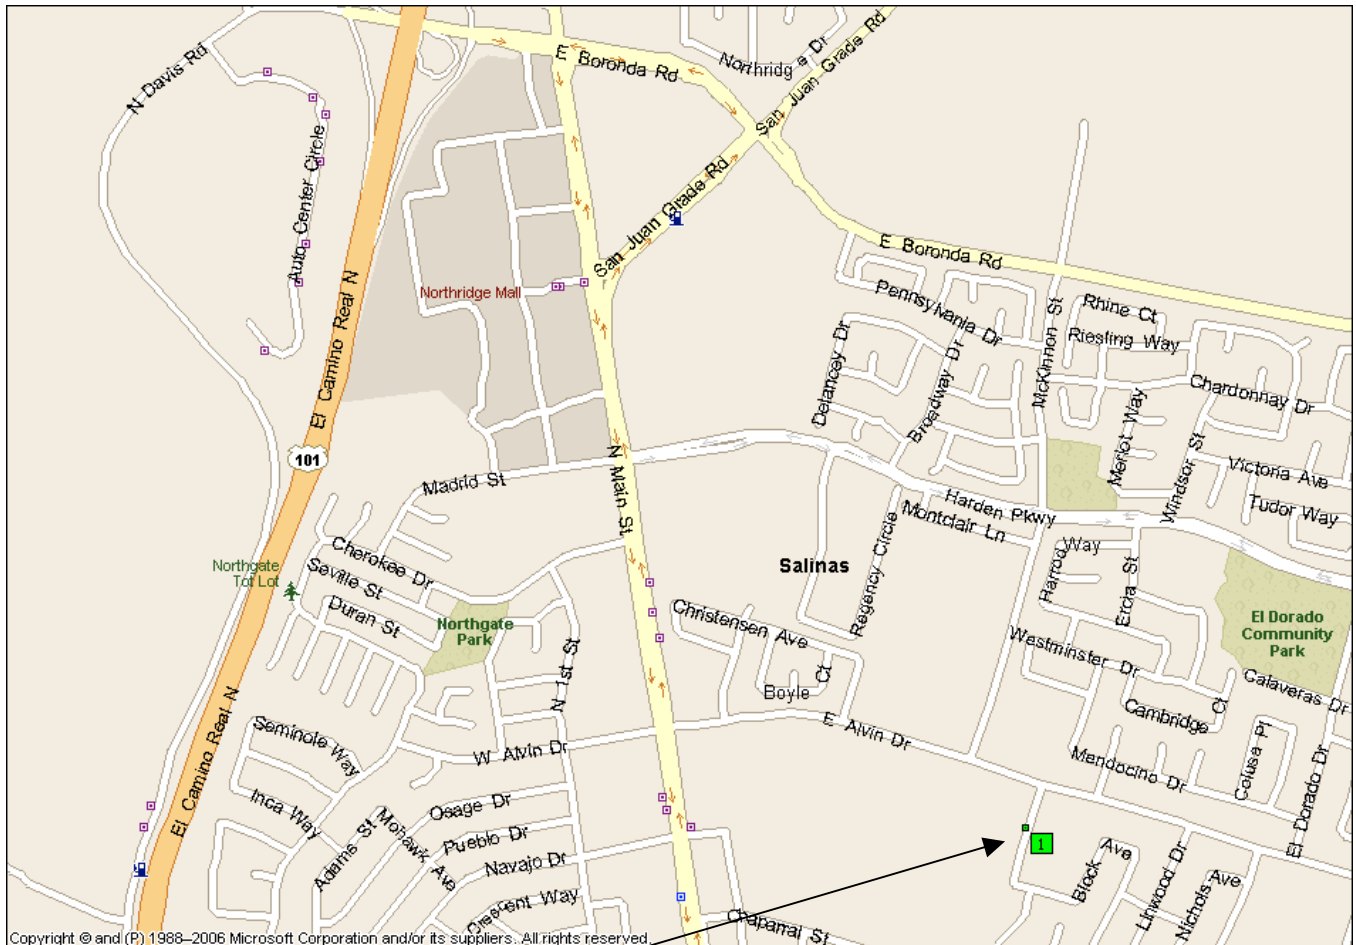 N Davis Rd
E Boronda Rd
Northridge Dr
San Juan Grade Rd
San Juan Grade Rd
Auto Center Circle
San Juan Grade Rd
E Boronda Rd
Northridge Mall
El Camino Real N
Pennsylvania Dr
Rhine Ct
Riesling Way
McKinnon St
Delancey Dr
Broadway Dr
Chardonnay Dr
Merlot Way
Windsor St
Victoria Ave
Tudor Way
101
Madrid St
N Main St
Harden Pkwy
Montclair Ln
Regency Circle
Salinas
Way
Harrod
Ercia St
Cherokee Dr
Seville St
Duran St
Northgate
Tot Lot
Northgate
Park
El Dorado
Community
Park
Christensen Ave
Boyle Ct
N 1st St
Westminster Dr
Calaveras Dr
Cambridge Ct
Colusa Pl
Mendocino Dr
El Dorado Dr
E Alvin Dr
W Alvin Dr
El Camino Real N
Seminole Way
Inca Way
Adams St
Mohawk Ave
Osage Dr
Pueblo Dr
Navajo Dr
Crescent Way
Chaparral St
1
Block Ave
Linwood Dr
Nichols Ave
Copyright © and (P) 1988–2006 Microsoft Corporation and/or its suppliers. All rights reserved.